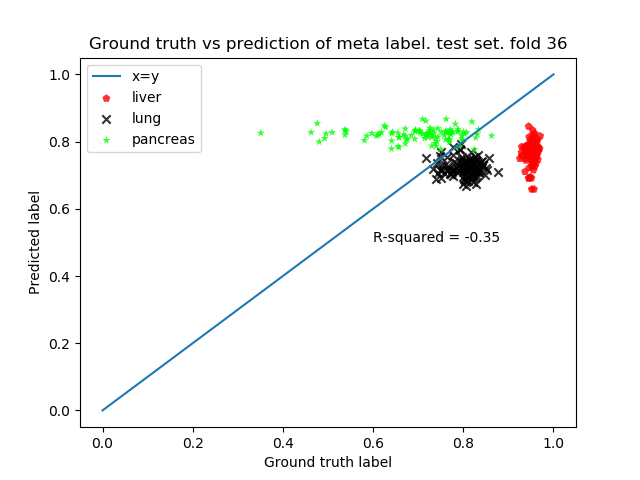 Ground truth vs prediction of meta label. test set. fold 36
1.0
0.8
0.6
0.4
0.2
0.0
Predicted label
x=y
liver
lung
pancreas
R-squared = -0.35
0.0 0.2 0.4 0.6 0.8 1.0
Ground truth label